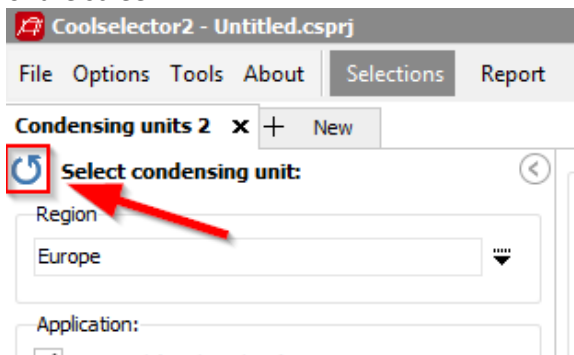 Coolselector2 - Untitled.csprj
File Options Tools About Selections Report
Condensing units 2 x + New
Select condensing unit:
Region
Europe
Application: